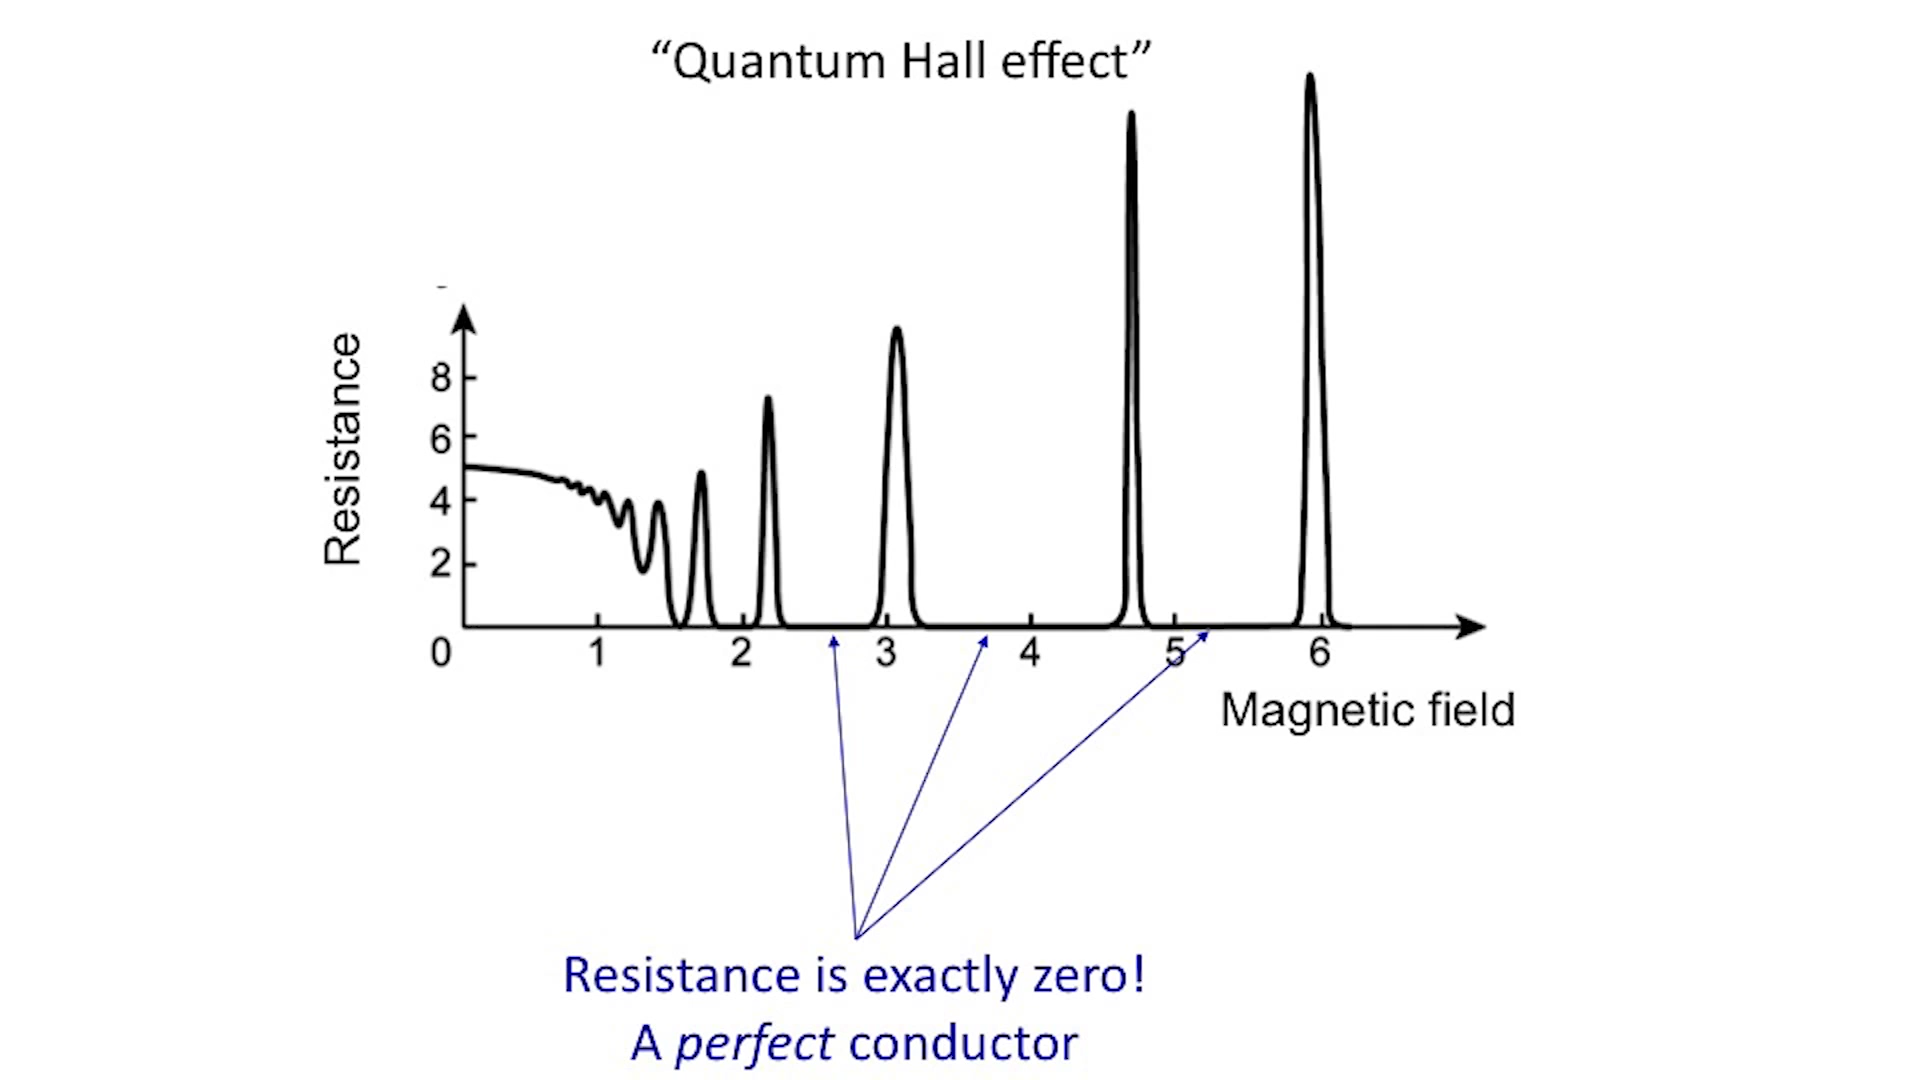 “Quantum Hall effect”
Resistance
8
6
4
2
0 1 2 3 4 5 6
Magnetic field
Resistance is exactly zero!
A perfect conductor